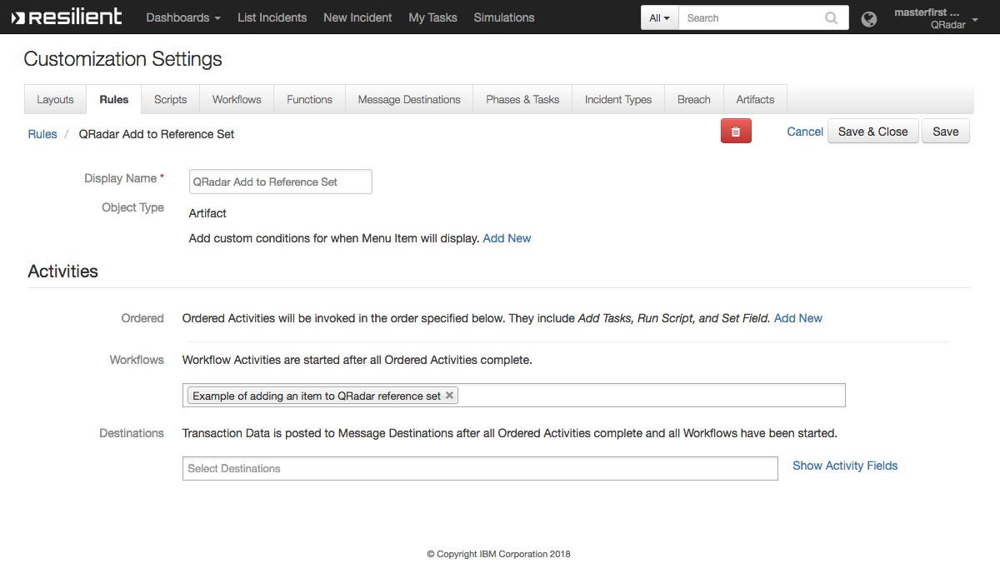 resilient Dashboards List Incidents New Incident My Tasks Simulations All Search masterfirst ... QRadar
Customization Settings
Layouts Rules Scripts Workflows Functions Message Destinations Phases & Tasks Incident Types Breach Artifacts
Rules / QRadar Add to Reference Set Cancel Save & Close Save
Display Name * QRadar Add to Reference Set
Object Type Artifact
Add custom conditions for when Menu Item will display. Add New
Activities
Ordered Ordered Activities will be invoked in the order specified below. They include Add Tasks, Run Script, and Set Field. Add New
Workflows Workflow Activities are started after all Ordered Activities complete.
Example of adding an item to QRadar reference set ×
Destinations Transaction Data is posted to Message Destinations after all Ordered Activities complete and all Workflows have been started.
Select Destinations Show Activity Fields
© Copyright IBM Corporation 2018